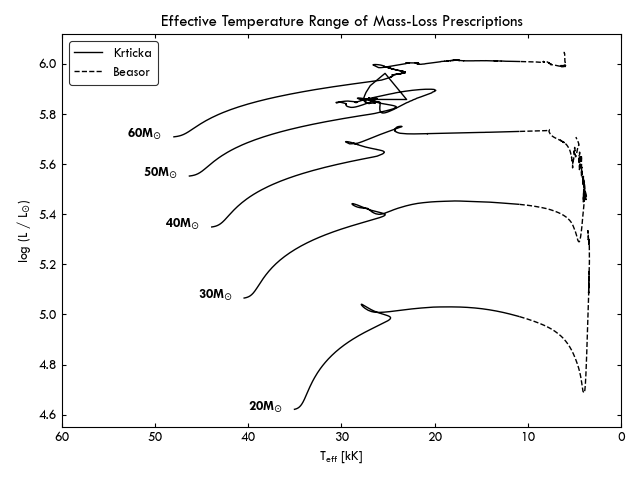 Effective Temperature Range of Mass-Loss Prescriptions
Krticka
Beasor
log (L / L☉)
6.0
5.8
5.6
5.4
5.2
5.0
4.8
4.6
60M☉
50M☉
40M☉
30M☉
20M☉
60 50 40 30 20 10 0
T_eff [kK]